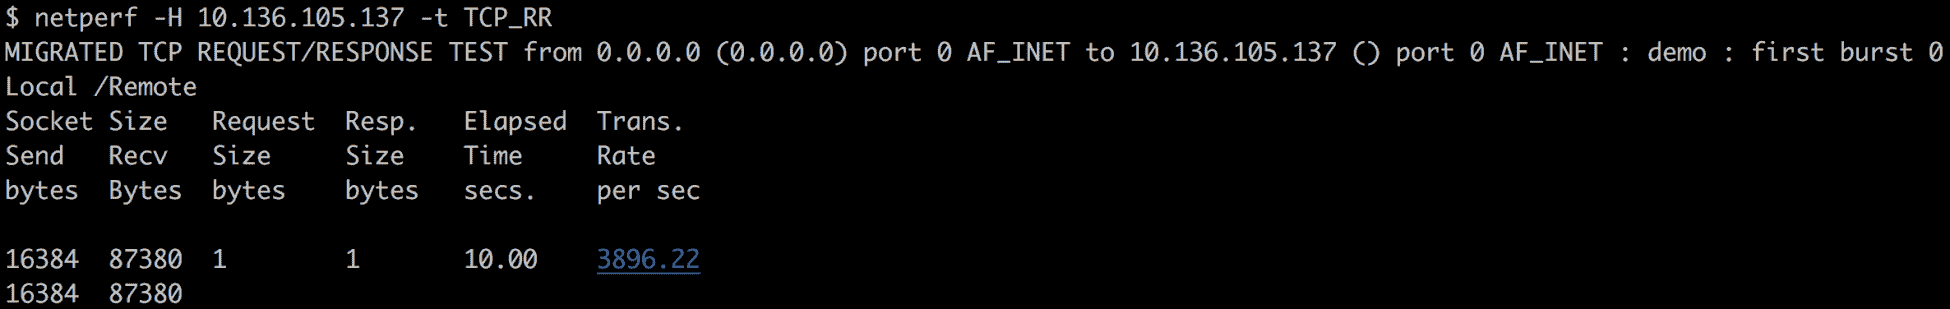 $ netperf -H 10.136.105.137 -t TCP_RR
MIGRATED TCP REQUEST/RESPONSE TEST from 0.0.0.0 (0.0.0.0) port 0 AF_INET to 10.136.105.137 () port 0 AF_INET : demo : first burst 0
Local /Remote
Socket Size   Request  Resp.   Elapsed  Trans.
Send   Recv   Size     Size    Time     Rate
bytes  Bytes  bytes    bytes   secs.    per sec

16384  87380  1        1       10.00    3896.22
16384  87380